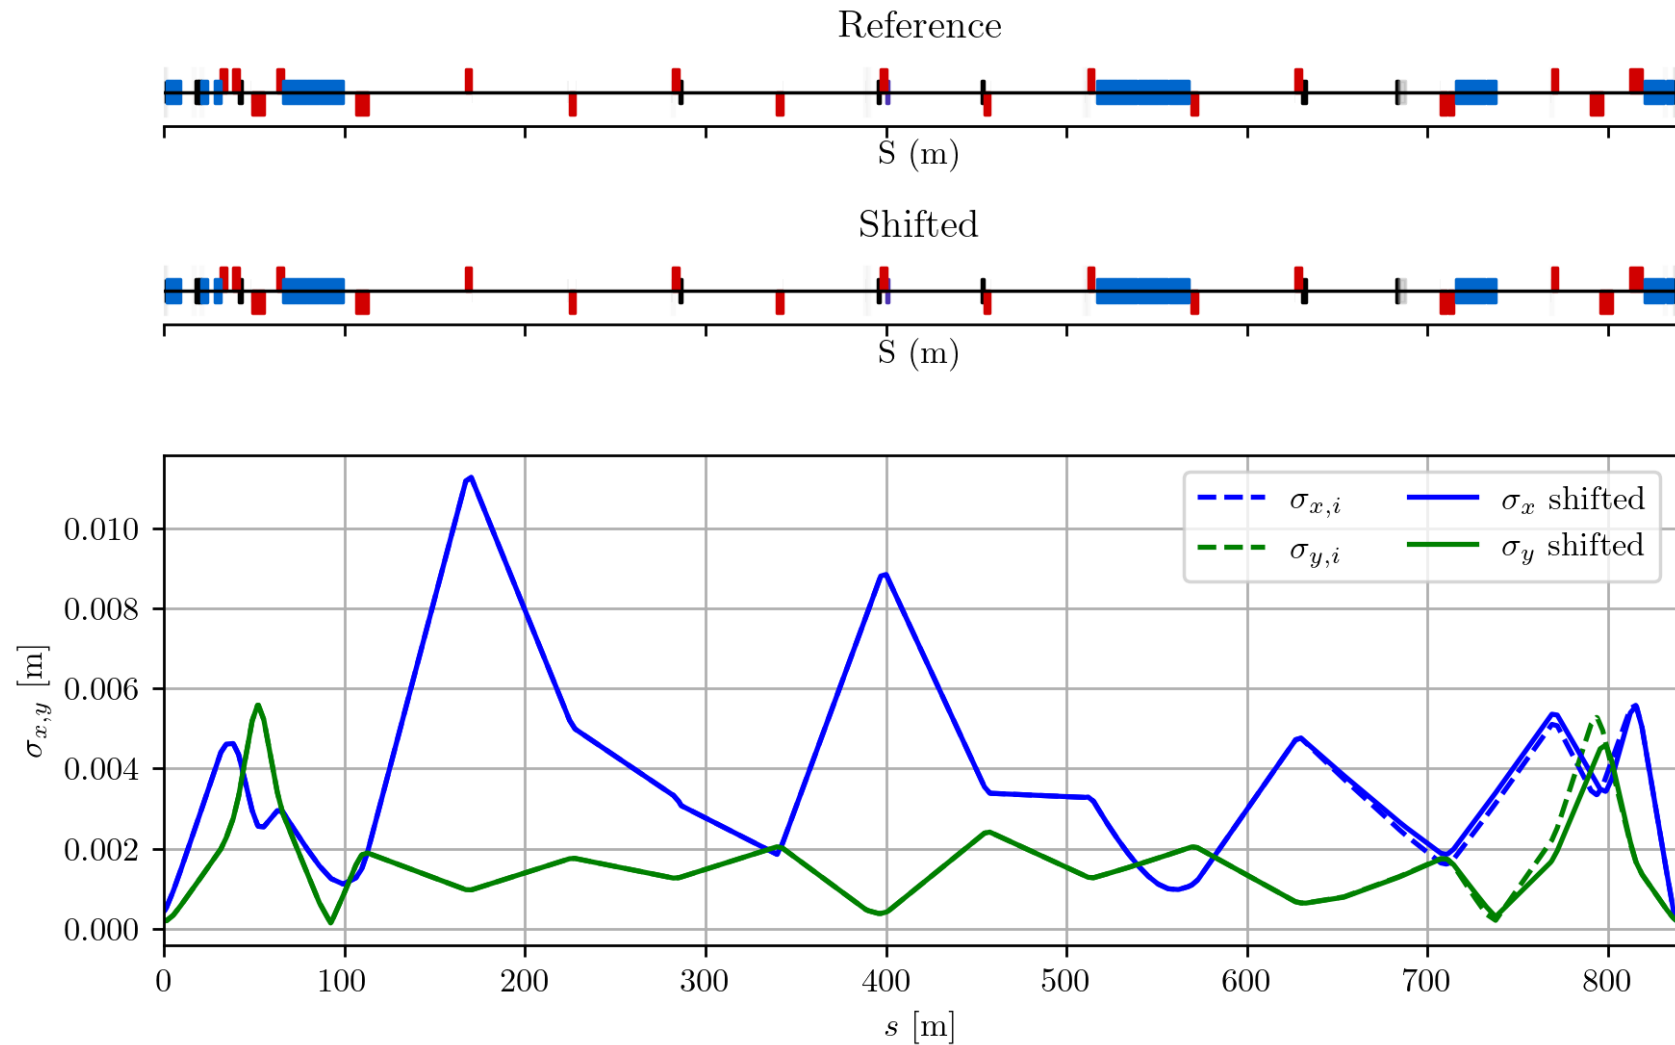 Reference
S (m)
Shifted
S (m)
σx,i
σx shifted
σy,i
σy shifted
0.010
0.008
0.006
0.004
0.002
0.000
σx,y [m]
0 100 200 300 400 500 600 700 800
s [m]